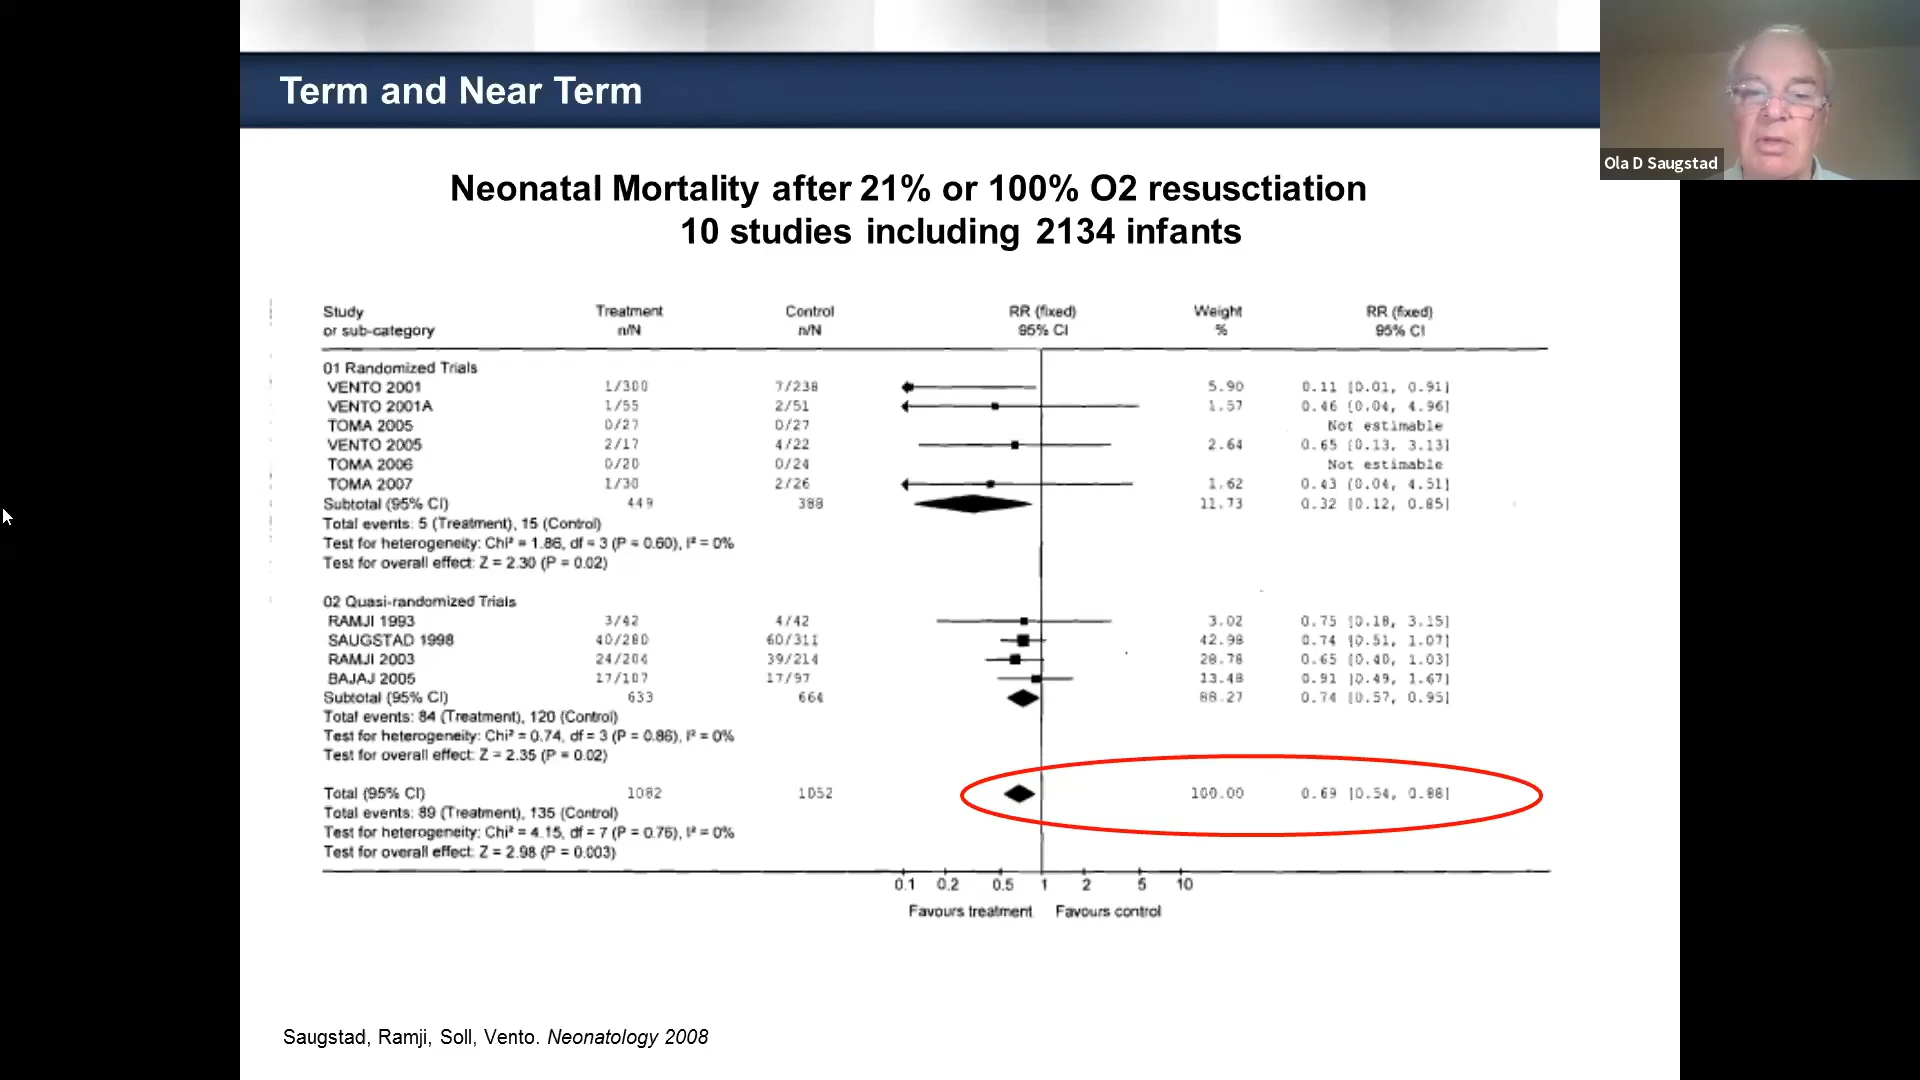 Term and Near Term
Ola D Saugstad
Neonatal Mortality after 21% or 100% O2 resusctiation
10 studies including 2134 infants
Study Treatment Control RR (fixed) Weight RR (fixed)
or sub-category n/N n/N 95% CI % 95% CI
01 Randomized Trials
VENTO 2001 1/300 7/238 5.90 0.11 [0.01, 0.91]
VENTO 2001A 1/55 2/51 1.57 0.46 [0.04, 4.96]
TOMA 2005 0/27 0/27 Not estimable
VENTO 2005 2/17 4/22 2.64 0.65 [0.13, 3.13]
TOMA 2006 0/20 0/24 Not estimable
TOMA 2007 1/30 2/26 1.62 0.43 [0.04, 4.51]
Subtotal (95% CI) 449 388 11.73 0.32 [0.12, 0.85]
Total events: 5 (Treatment), 15 (Control)
Test for heterogeneity: Chi² = 1.86, df = 3 (P = 0.60), I² = 0%
Test for overall effect: Z = 2.30 (P = 0.02)
02 Quasi-randomized Trials
RAMJI 1993 3/42 4/42 3.02 0.75 [0.18, 3.15]
SAUGSTAD 1998 40/280 60/311 42.98 0.74 [0.51, 1.07]
RAMJI 2003 24/204 39/214 28.78 0.65 [0.40, 1.03]
BAJAJ 2005 17/107 17/97 13.48 0.91 [0.49, 1.67]
Subtotal (95% CI) 633 664 88.27 0.74 [0.57, 0.95]
Total events: 84 (Treatment), 120 (Control)
Test for heterogeneity: Chi² = 0.74, df = 3 (P = 0.86), I² = 0%
Test for overall effect: Z = 2.35 (P = 0.02)
Total (95% CI) 1082 1052 100.00 0.69 [0.54, 0.88]
Total events: 89 (Treatment), 135 (Control)
Test for heterogeneity: Chi² = 4.15, df = 7 (P = 0.76), I² = 0%
Test for overall effect: Z = 2.98 (P = 0.003)
0.1 0.2 0.5 1 2 5 10
Favours treatment Favours control
Saugstad, Ramji, Soll, Vento. Neonatology 2008